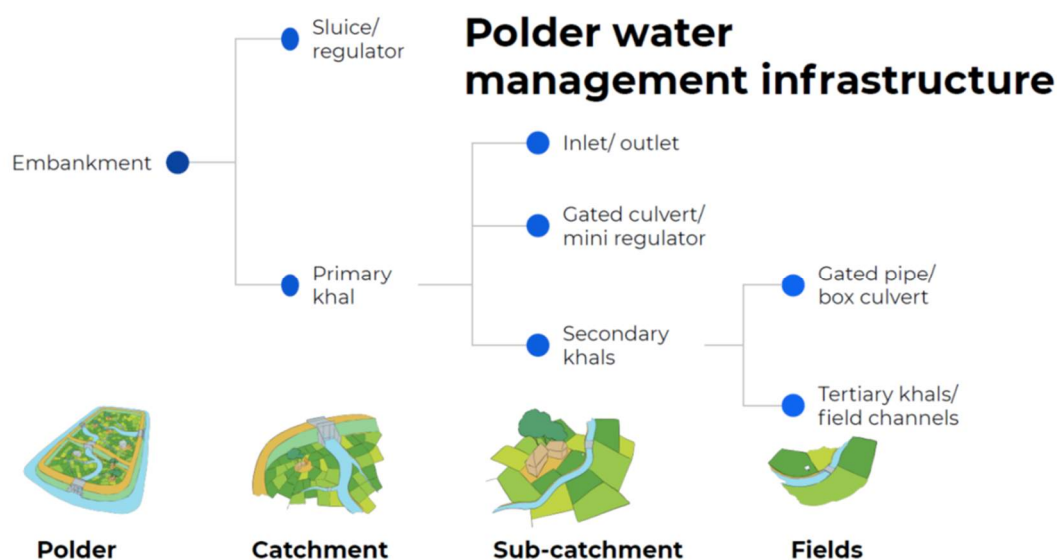 Polder water
management infrastructure
Sluice/
regulator
Embankment
Primary
khal
Inlet/ outlet
Gated culvert/
mini regulator
Secondary
khals
Gated pipe/
box culvert
Tertiary khals/
field channels
Polder
Catchment
Sub-catchment
Fields